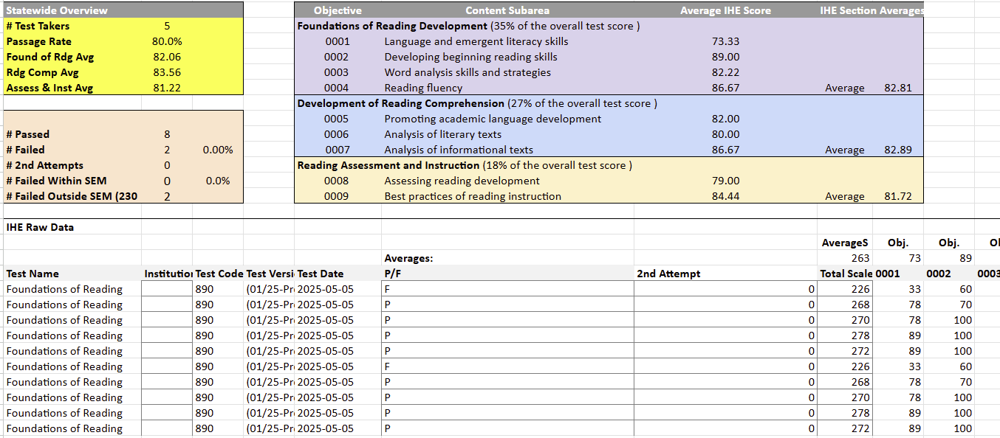 Statewide Overview
# Test Takers 5
Passage Rate 80.0%
Found of Rdg Avg 82.06
Rdg Comp Avg 83.56
Assess & Inst Avg 81.22
# Passed 8
# Failed 2 0.00%
# 2nd Attempts 0
# Failed Within SEM 0 0.0%
# Failed Outside SEM (230 2
Objective Content Subarea Average IHE Score IHE Section Averages
Foundations of Reading Development (35% of the overall test score )
0001 Language and emergent literacy skills 73.33
0002 Developing beginning reading skills 89.00
0003 Word analysis skills and strategies 82.22
0004 Reading fluency 86.67 Average 82.81
Development of Reading Comprehension (27% of the overall test score )
0005 Promoting academic language development 82.00
0006 Analysis of literary texts 80.00
0007 Analysis of informational texts 86.67 Average 82.89
Reading Assessment and Instruction (18% of the overall test score )
0008 Assessing reading development 79.00
0009 Best practices of reading instruction 84.44 Average 81.72
IHE Raw Data
AverageS Obj. Obj. Ol
Averages: 263 73 89
Test Name Institutior Test Code Test Versi Test Date P/F 2nd Attempt Total Scale 0001 0002 0003
Foundations of Reading 890 (01/25-Pr 2025-05-05 F 0 226 33 60
Foundations of Reading 890 (01/25-Pr 2025-05-05 P 0 268 78 70
Foundations of Reading 890 (01/25-Pr 2025-05-05 P 0 270 78 100
Foundations of Reading 890 (01/25-Pr 2025-05-05 P 0 278 89 100
Foundations of Reading 890 (01/25-Pr 2025-05-05 P 0 272 89 100
Foundations of Reading 890 (01/25-Pr 2025-05-05 F 0 226 33 60
Foundations of Reading 890 (01/25-Pr 2025-05-05 P 0 268 78 70
Foundations of Reading 890 (01/25-Pr 2025-05-05 P 0 270 78 100
Foundations of Reading 890 (01/25-Pr 2025-05-05 P 0 278 89 100
Foundations of Reading 890 (01/25-Pr 2025-05-05 P 0 272 89 100